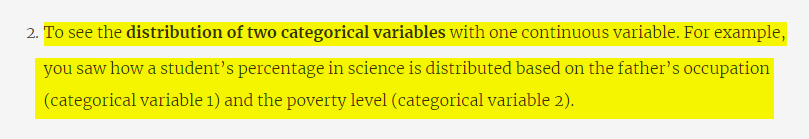 2. To see the distribution of two categorical variables with one continuous variable. For example,
you saw how a student’s percentage in science is distributed based on the father’s occupation
(categorical variable 1) and the poverty level (categorical variable 2).